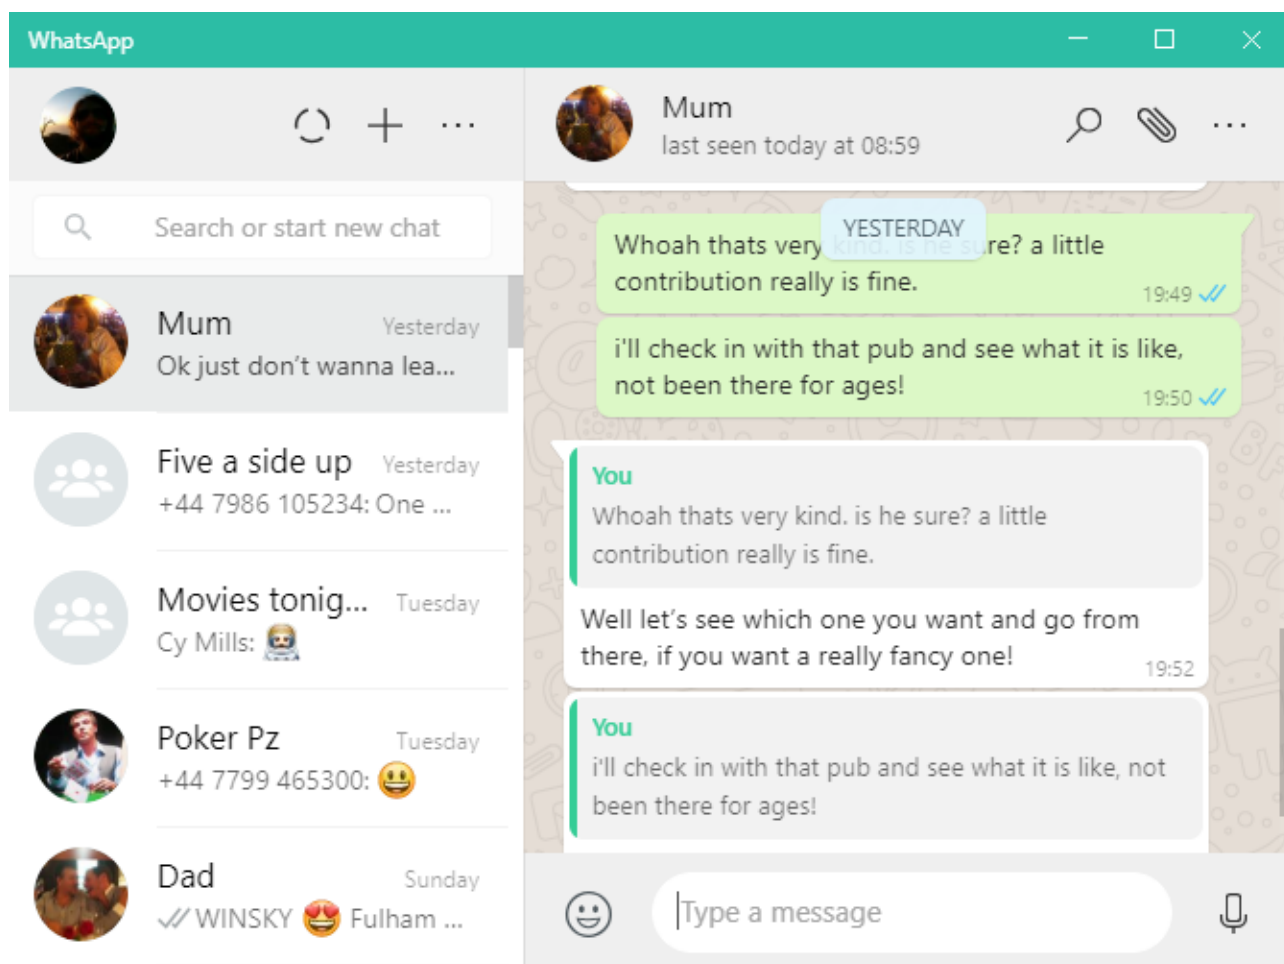 WhatsApp
Search or start new chat
Mum
Yesterday
Ok just don’t wanna lea...
Five a side up
Yesterday
+44 7986 105234: One ...
Movies tonig...
Tuesday
Cy Mills:
Poker Pz
Tuesday
+44 7799 465300:
Dad
Sunday
WINSKY 😍 Fulham ...
Mum
last seen today at 08:59
YESTERDAY
Whoah thats very kind. is he sure? a little
contribution really is fine.
19:49
i'll check in with that pub and see what it is like,
not been there for ages!
19:50
You
Whoah thats very kind. is he sure? a little
contribution really is fine.
Well let’s see which one you want and go from
there, if you want a really fancy one!
19:52
You
i'll check in with that pub and see what it is like, not
been there for ages!
Type a message